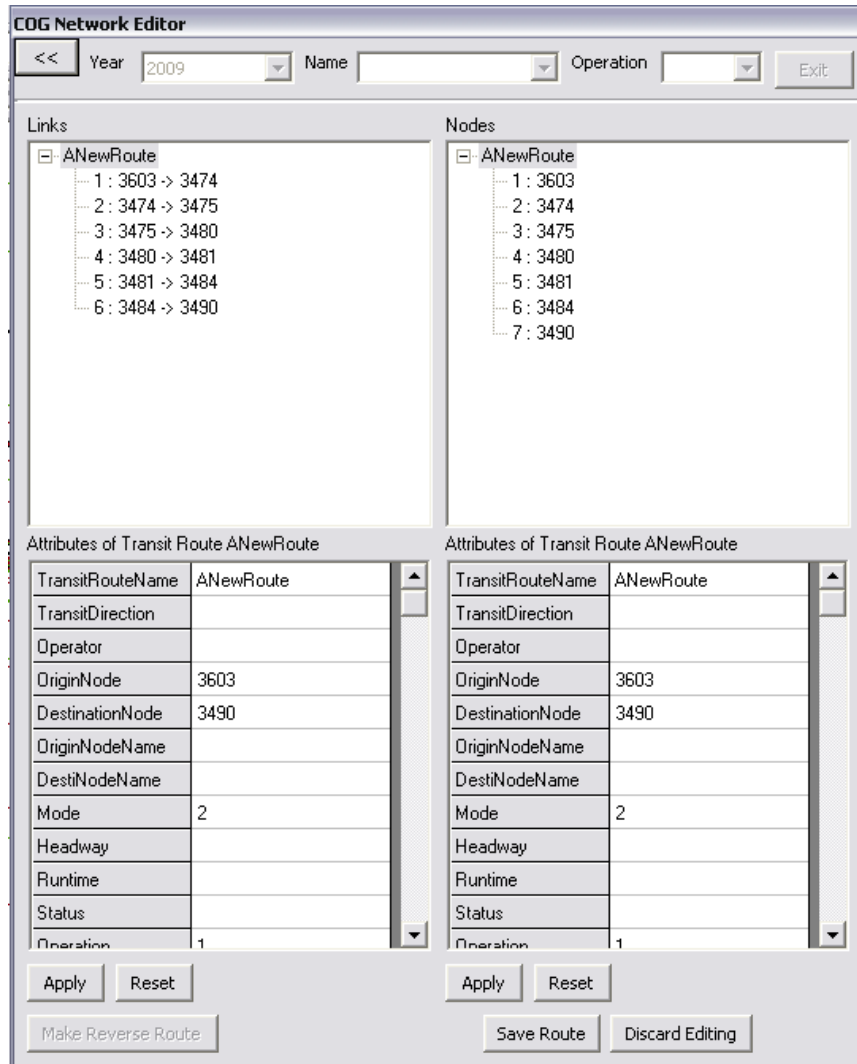 COG Network Editor
<< Year 2009 Name Operation Exit
Links Nodes
ANewRoute
1 : 3603 -> 3474
2 : 3474 -> 3475
3 : 3475 -> 3480
4 : 3480 -> 3481
5 : 3481 -> 3484
6 : 3484 -> 3490
ANewRoute
1 : 3603
2 : 3474
3 : 3475
4 : 3480
5 : 3481
6 : 3484
7 : 3490
Attributes of Transit Route ANewRoute
TransitRouteName ANewRoute
TransitDirection
Operator
OriginNode 3603
DestinationNode 3490
OriginNodeName
DestiNodeName
Mode 2
Headway
Runtime
Status
Operation 1
Apply Reset
Make Reverse Route
Attributes of Transit Route ANewRoute
TransitRouteName ANewRoute
TransitDirection
Operator
OriginNode 3603
DestinationNode 3490
OriginNodeName
DestiNodeName
Mode 2
Headway
Runtime
Status
Operation 1
Apply Reset
Save Route Discard Editing